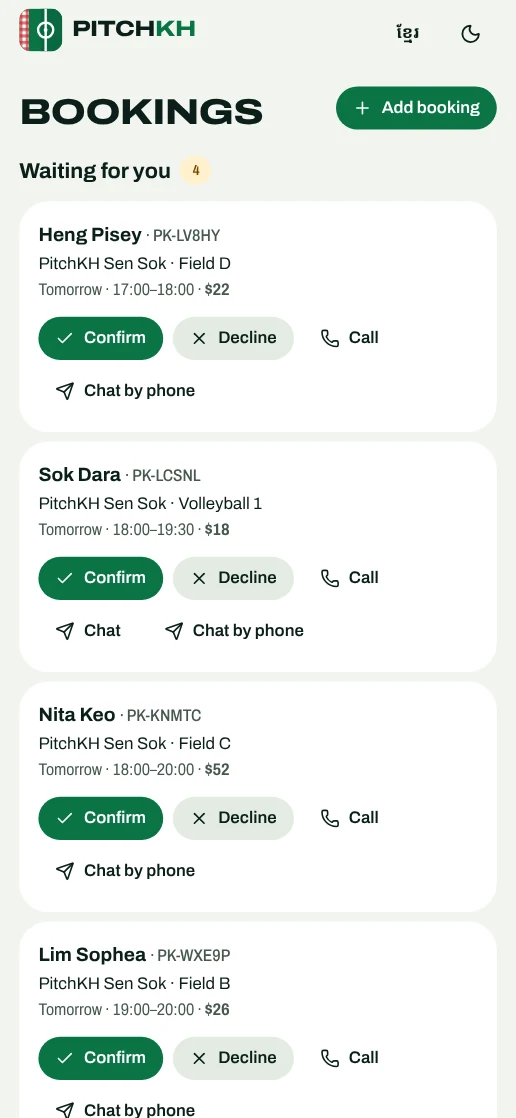 PITCHKH
ខ្មែរ
BOOKINGS
Add booking
Waiting for you 4
Heng Pisey · PK-LV8HY
PitchKH Sen Sok · Field D
Tomorrow · 17:00–18:00 · $22
Confirm Decline Call
Chat by phone
Sok Dara · PK-LCSNL
PitchKH Sen Sok · Volleyball 1
Tomorrow · 18:00–19:30 · $18
Confirm Decline Call
Chat Chat by phone
Nita Keo · PK-KNMTC
PitchKH Sen Sok · Field C
Tomorrow · 18:00–20:00 · $52
Confirm Decline Call
Chat by phone
Lim Sophea · PK-WXE9P
PitchKH Sen Sok · Field B
Tomorrow · 19:00–20:00 · $26
Confirm Decline Call
Chat by phone